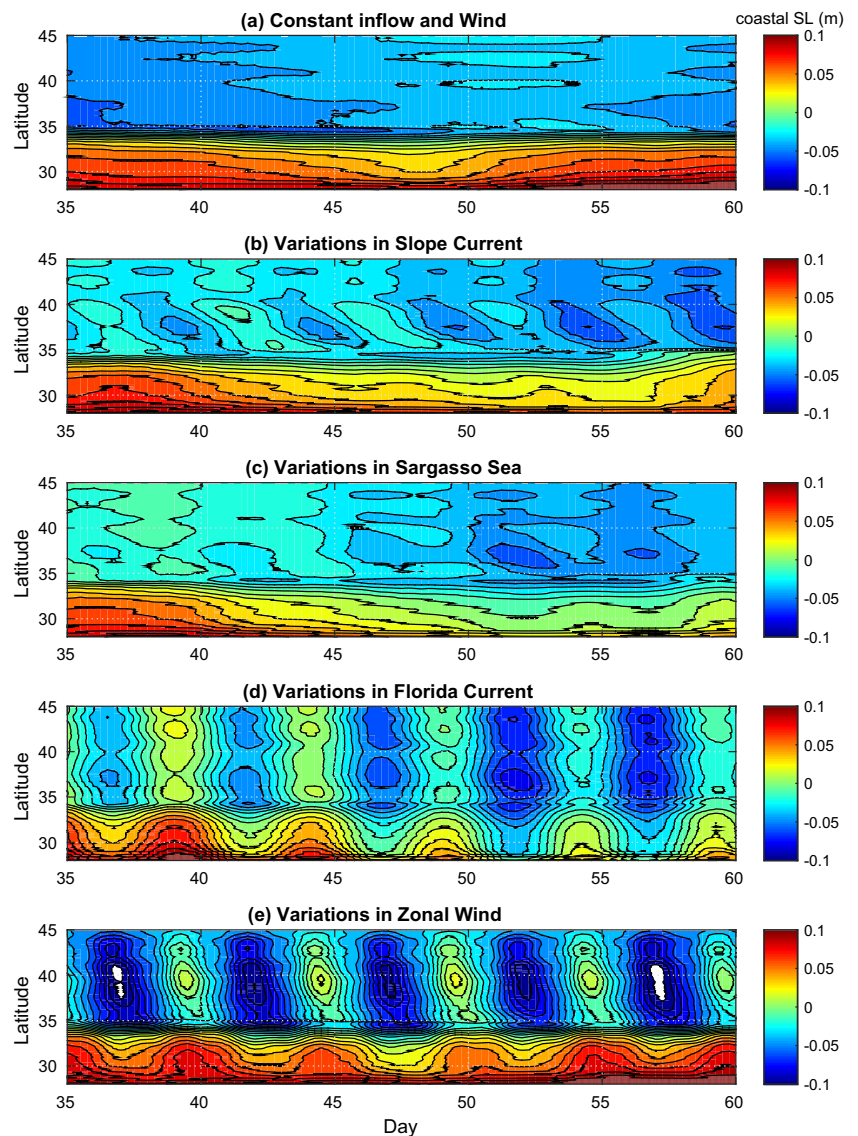 (a) Constant inflow and Wind
coastal SL (m)
45
40
35
30
Latitude
35 40 45 50 55 60
0.1
0.05
0
-0.05
-0.1
(b) Variations in Slope Current
45
40
35
30
Latitude
35 40 45 50 55 60
0.1
0.05
0
-0.05
-0.1
(c) Variations in Sargasso Sea
45
40
35
30
Latitude
35 40 45 50 55 60
0.1
0.05
0
-0.05
-0.1
(d) Variations in Florida Current
45
40
35
30
Latitude
35 40 45 50 55 60
0.1
0.05
0
-0.05
-0.1
(e) Variations in Zonal Wind
45
40
35
30
Latitude
35 40 45 50 55 60
Day
0.1
0.05
0
-0.05
-0.1